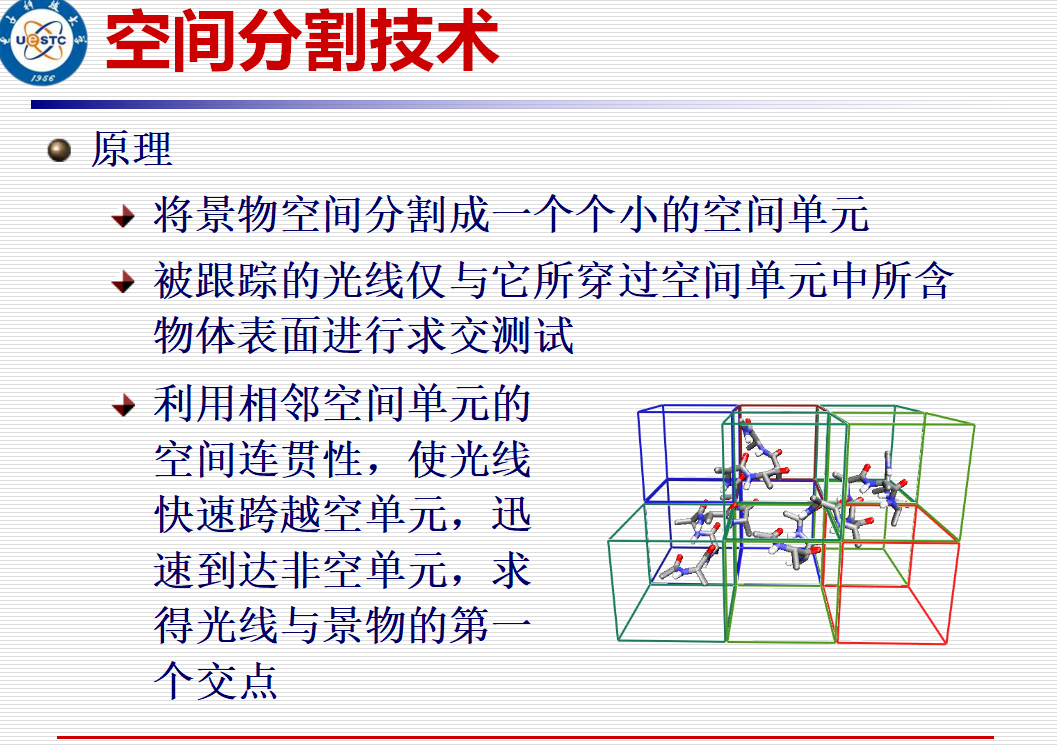 UESTC
1956
空间分割技术
原理
将景物空间分割成一个个小的空间单元
被跟踪的光线仅与它所穿过空间单元中所含
物体表面进行求交测试
利用相邻空间单元的
空间连贯性，使光线
快速跨越空单元，迅
速到达非空单元，求
得光线与景物的第一
个交点